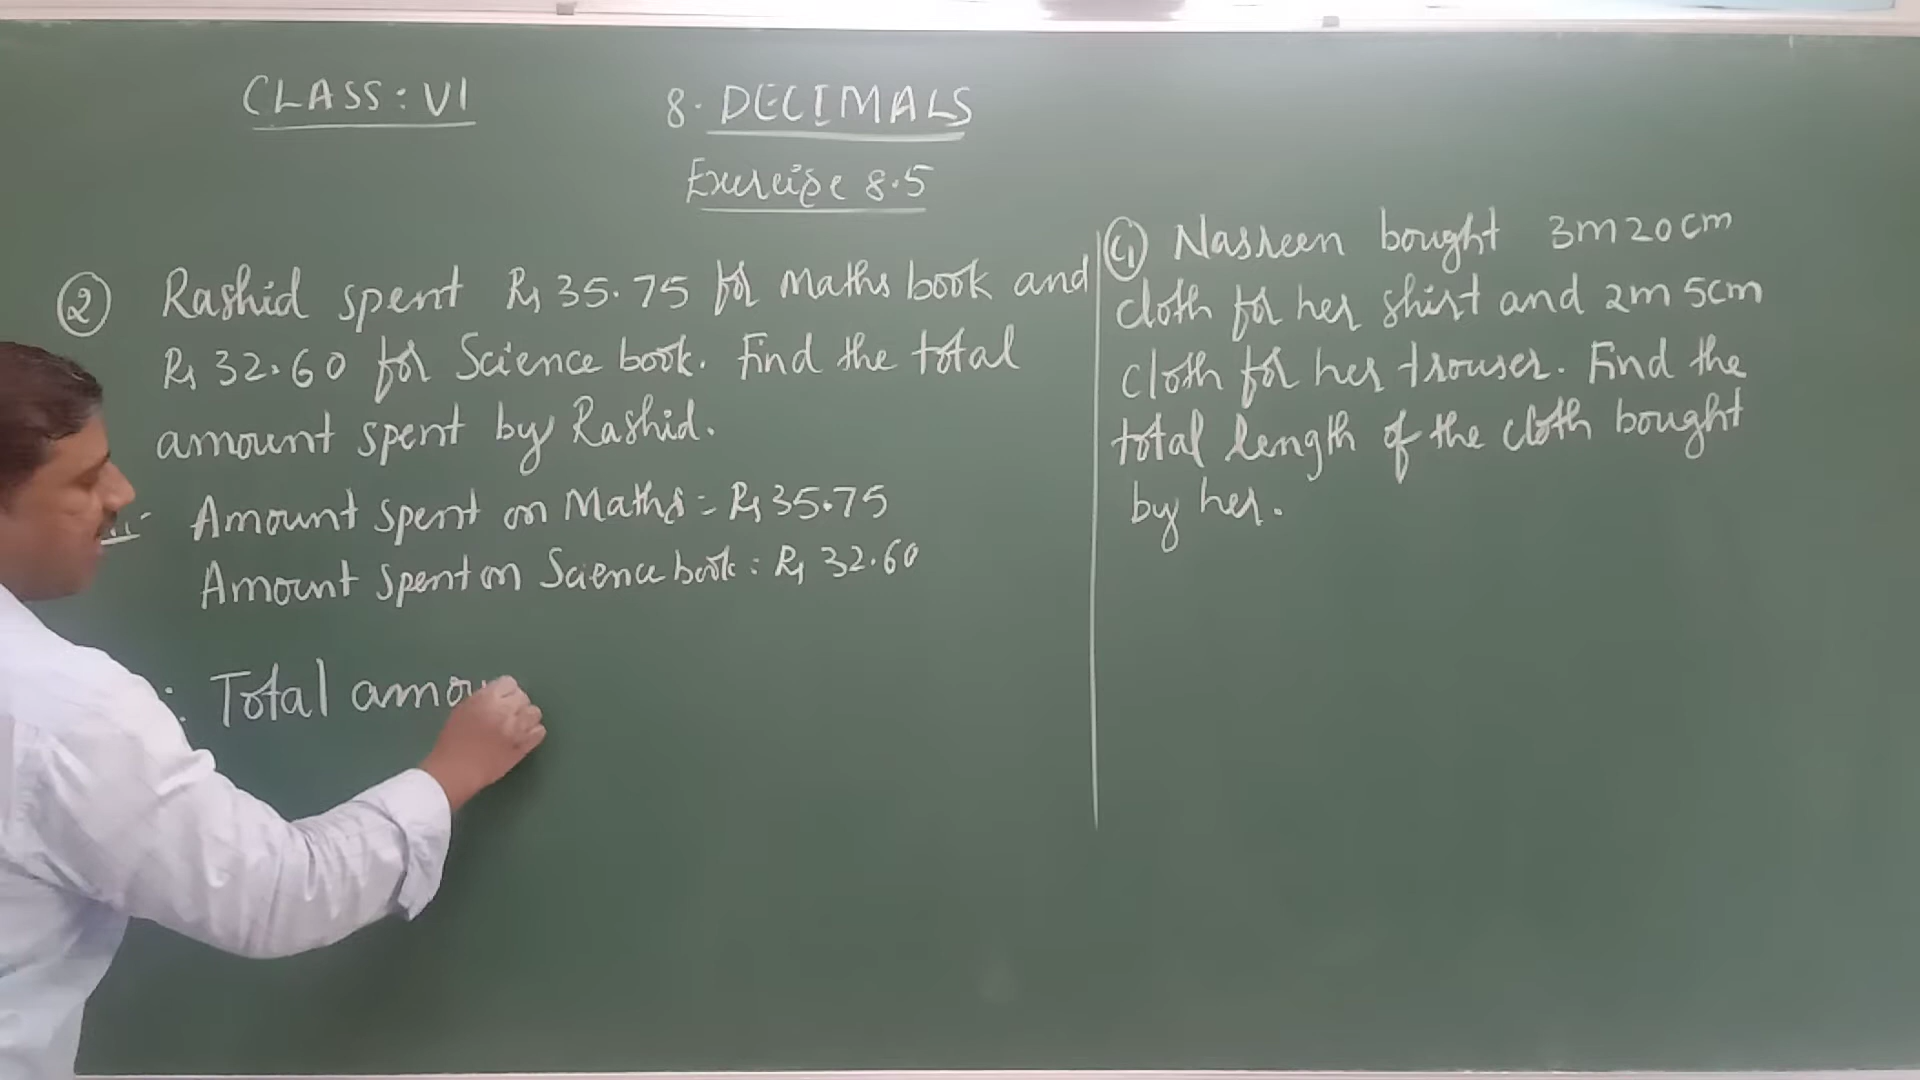 CLASS: VI
8. DECIMALS
Exercise 8.5
② Rashid spent Rs 35.75 for Maths book and
Rs 32.60 for Science book. Find the total
amount spent by Rashid.
Amount spent on Maths = Rs 35.75
Amount spent on Science book = Rs 32.60
: Total amou
④ Nasreen bought 3m 20cm
cloth for her shirt and 2m 5cm
cloth for her trouser. Find the
total length of the cloth bought
by her.